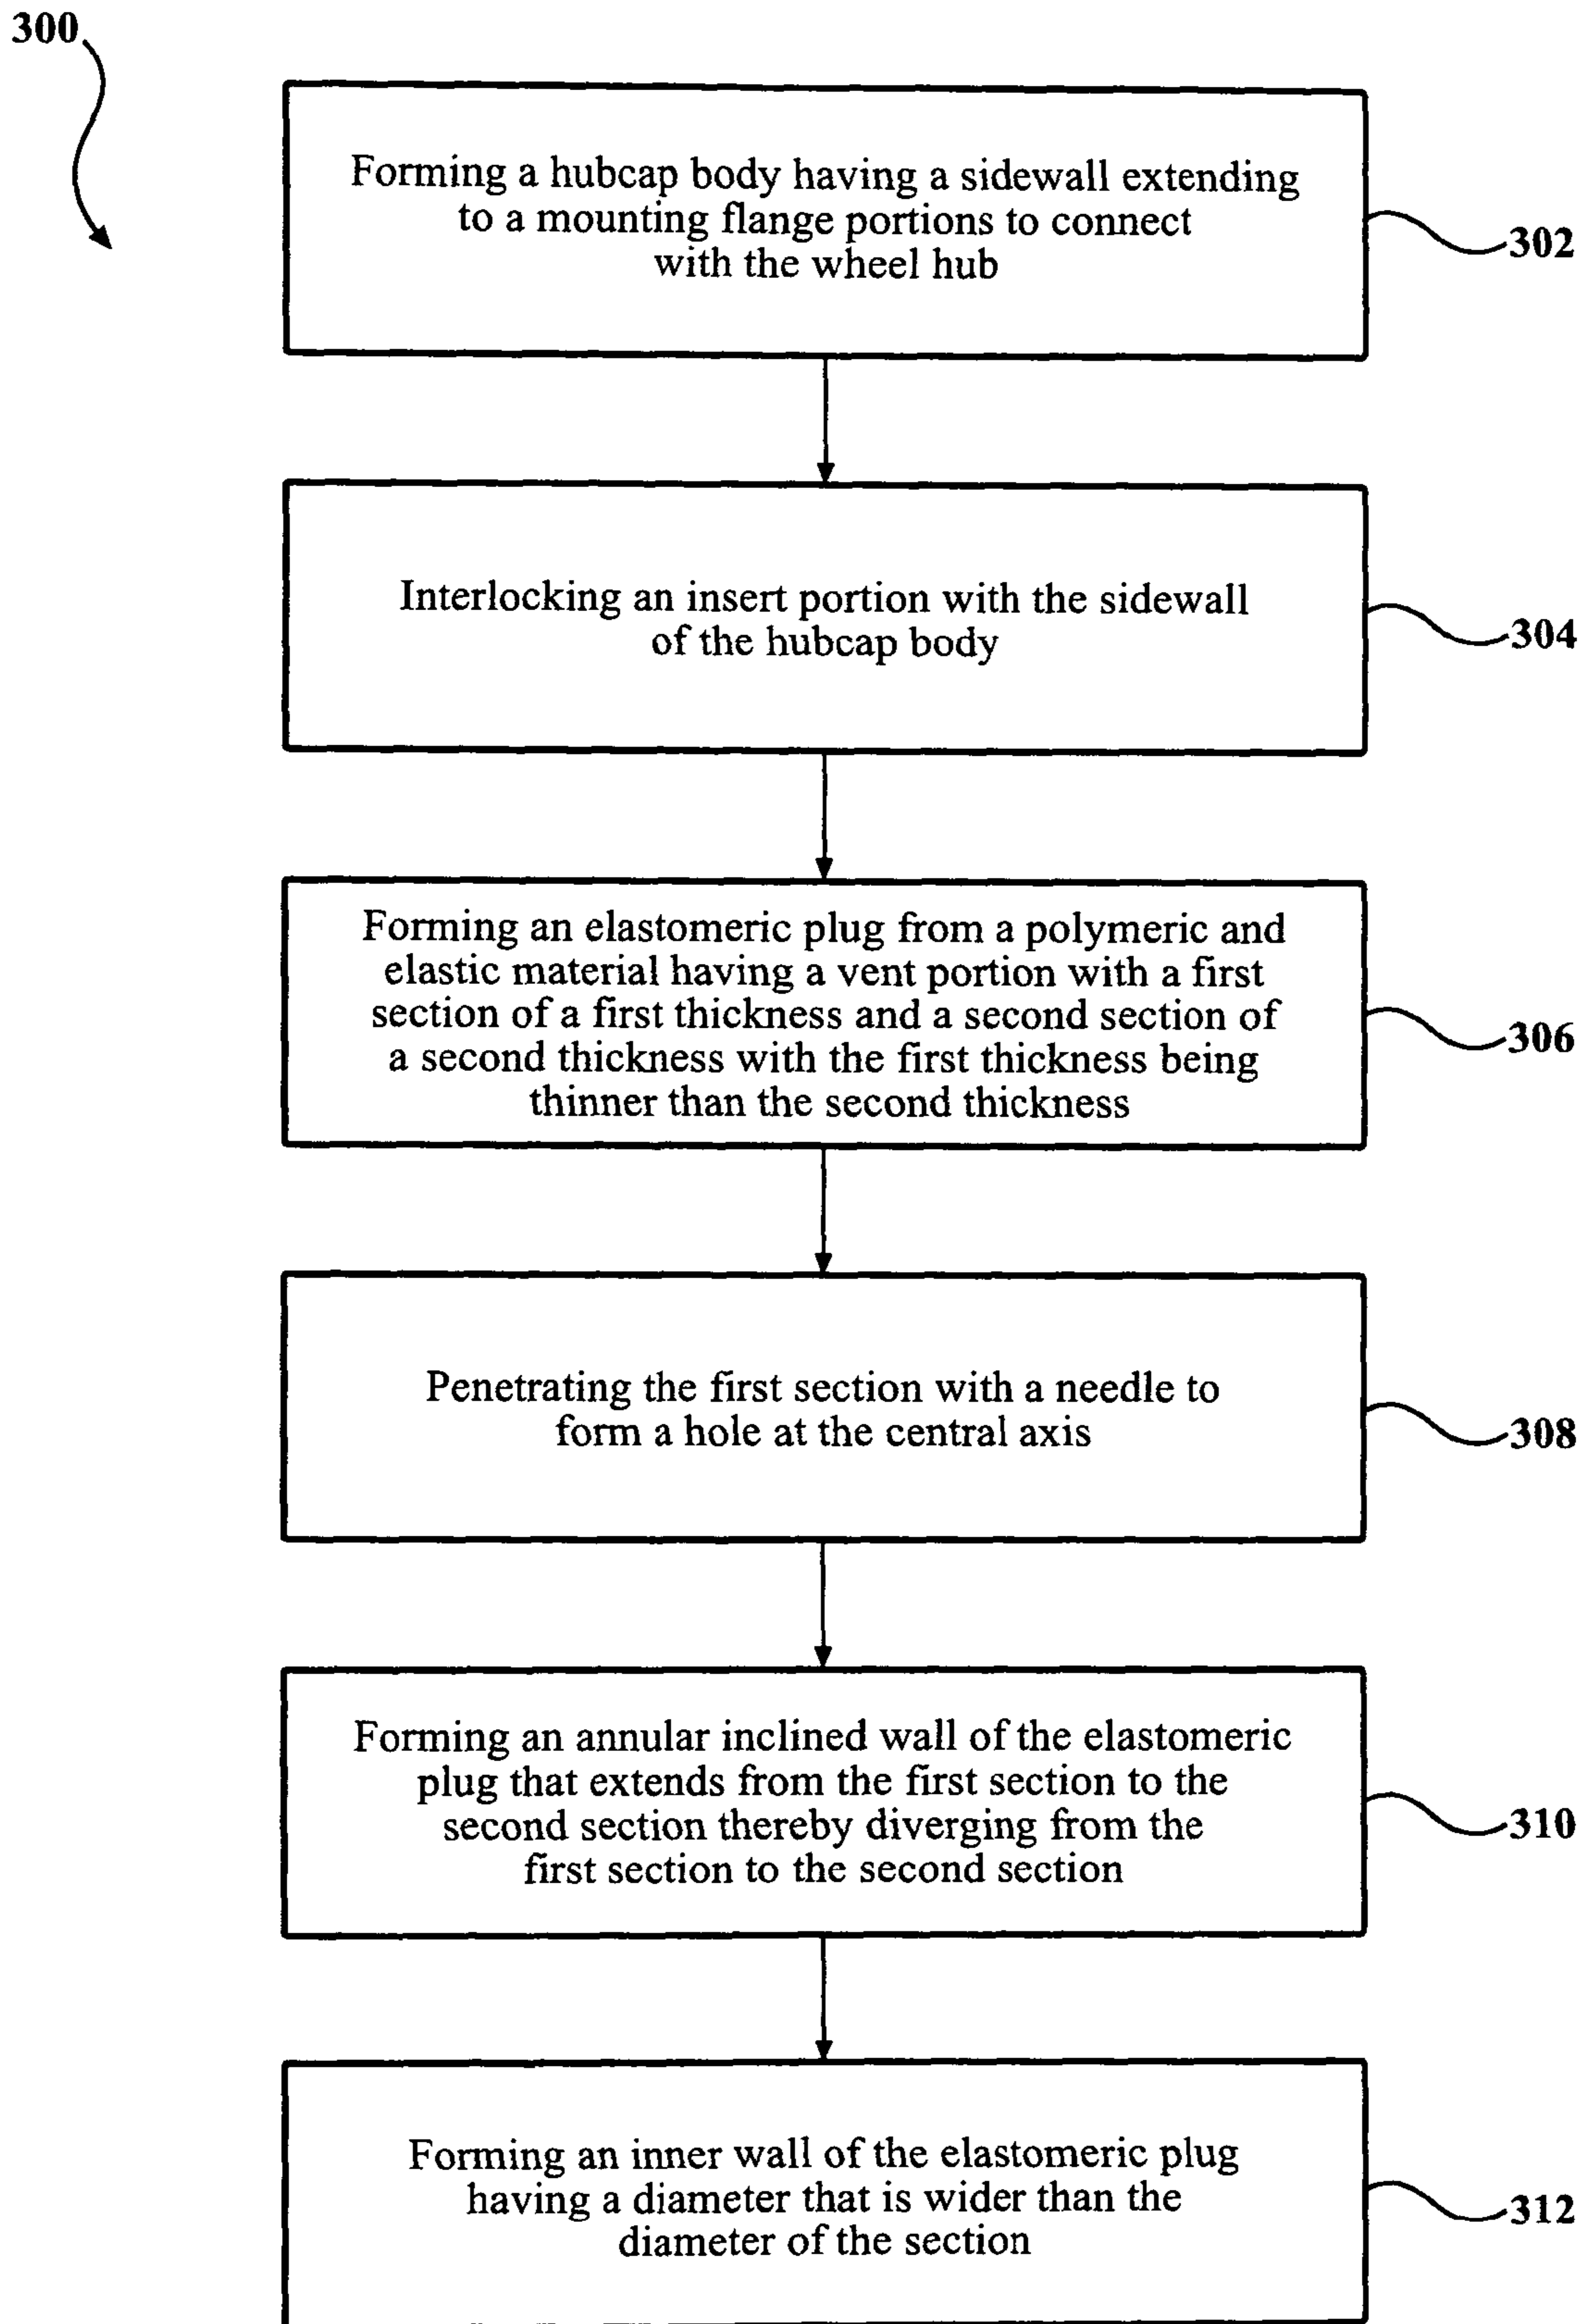 300
Forming a hubcap body having a sidewall extending
to a mounting flange portions to connect
with the wheel hub
302
Interlocking an insert portion with the sidewall
of the hubcap body
304
Forming an elastomeric plug from a polymeric and
elastic material having a vent portion with a first
section of a first thickness and a second section of
a second thickness with the first thickness being
thinner than the second thickness
306
Penetrating the first section with a needle to
form a hole at the central axis
308
Forming an annular inclined wall of the elastomeric
plug that extends from the first section to the
second section thereby diverging from the
first section to the second section
310
Forming an inner wall of the elastomeric plug
having a diameter that is wider than the
diameter of the section
312